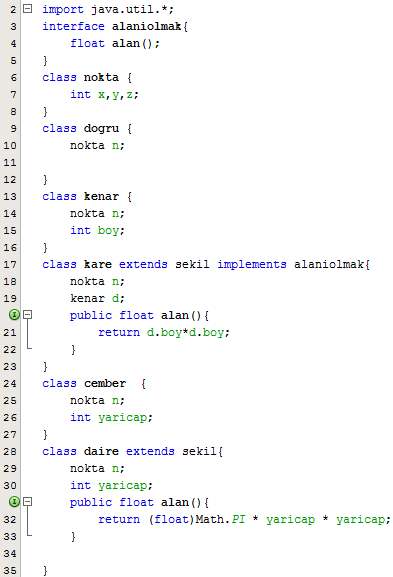 2 import java.util.*;
3 interface alaniolmak{
4 float alan();
5 }
6 class nokta {
7 int x,y,z;
8 }
9 class dogru {
10 nokta n;
11
12 }
13 class kenar {
14 nokta n;
15 int boy;
16 }
17 class kare extends sekil implements alaniolmak{
18 nokta n;
19 kenar d;
public float alan(){
21 return d.boy*d.boy;
22 }
23 }
24 class cember {
25 nokta n;
26 int yaricap;
27 }
28 class daire extends sekil{
29 nokta n;
30 int yaricap;
public float alan(){
32 return (float)Math.PI * yaricap * yaricap;
33 }
34
35 }